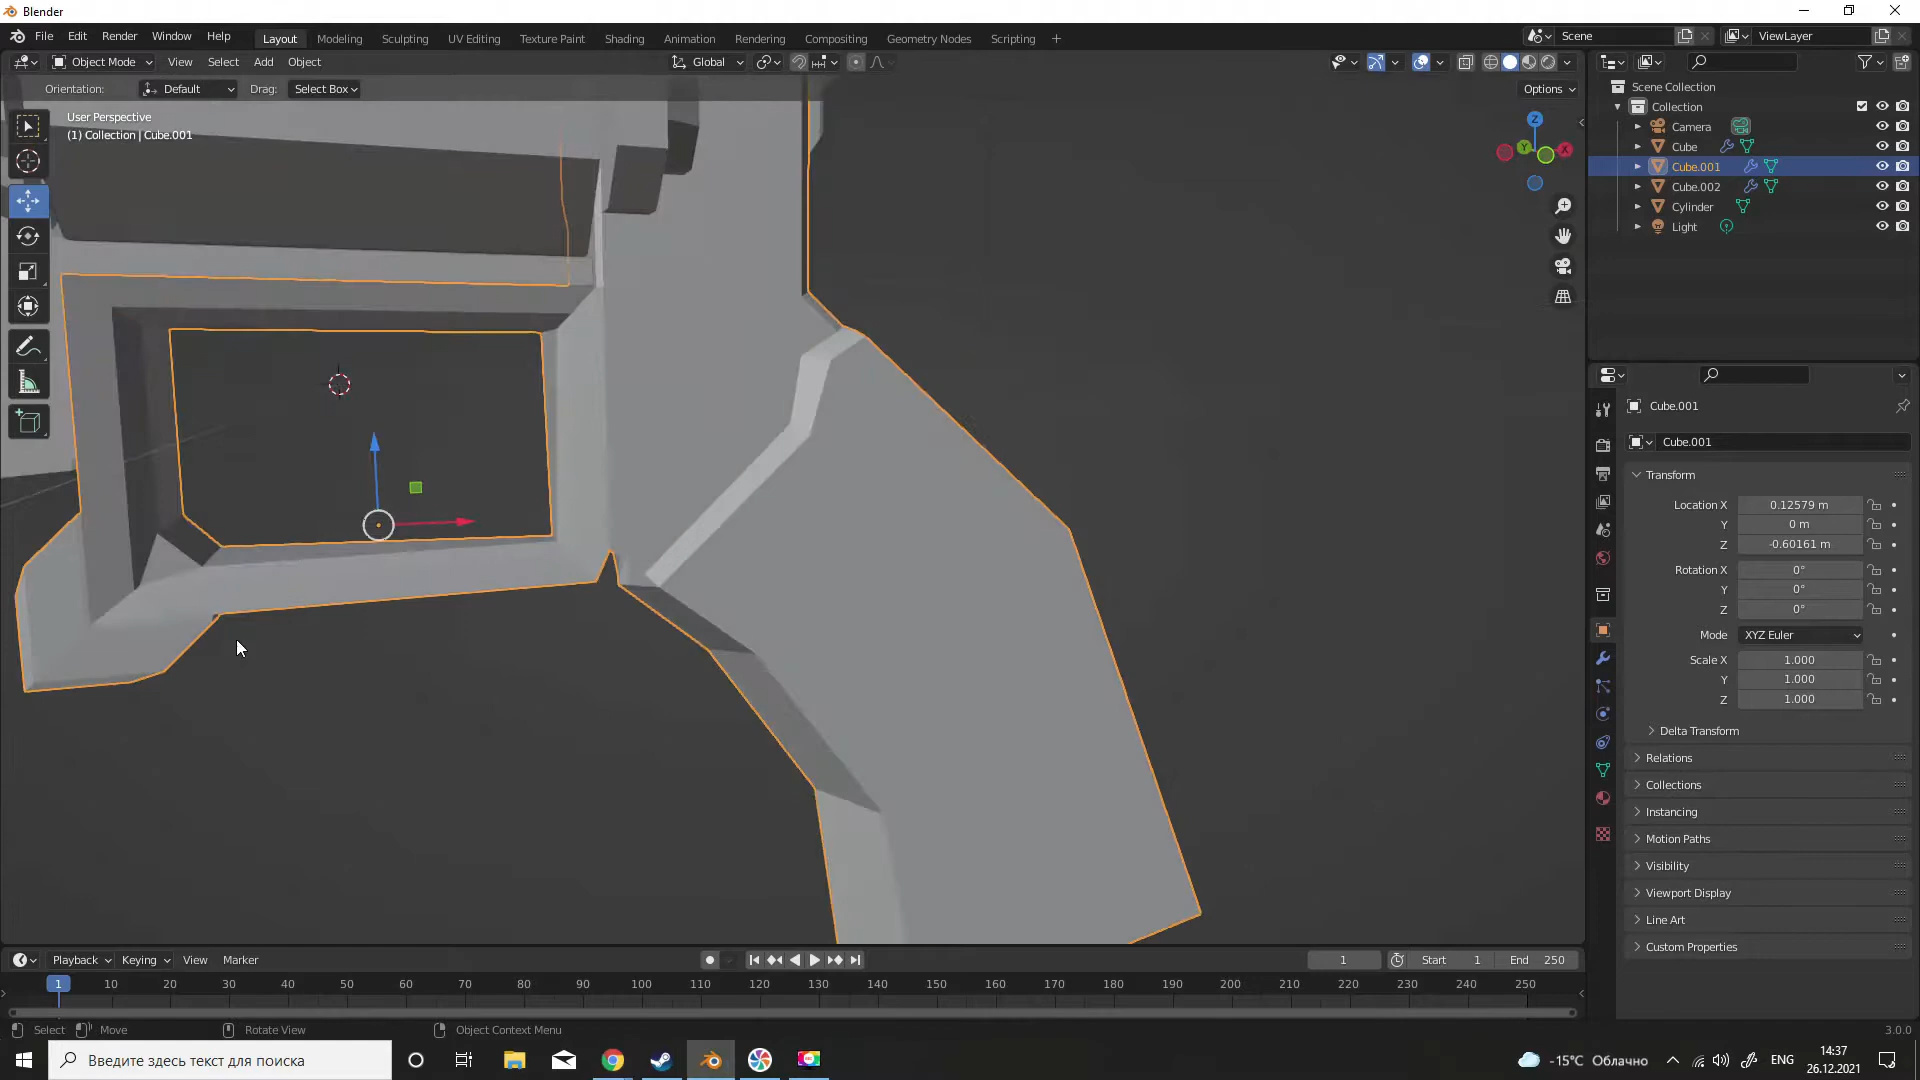 Blender
File Edit Render Window Help Layout Modeling Sculpting UV Editing Texture Paint Shading Animation Rendering Compositing Geometry Nodes Scripting + Scene ViewLayer
Object Mode View Select Add Object Global
Orientation: Default Drag: Select Box Options
User Perspective
(1) Collection | Cube.001
Z
Y
X
Scene Collection
Collection
Camera
Cube
Cube.001
Cube.002
Cylinder
Light
Cube.001
Cube.001
Transform
Location X 0.12579 m
Y 0 m
Z -0.60161 m
Rotation X 0°
Y 0°
Z 0°
Mode XYZ Euler
Scale X 1.000
Y 1.000
Z 1.000
Delta Transform
Relations
Collections
Instancing
Motion Paths
Visibility
Viewport Display
Line Art
Custom Properties
Playback Keying View Marker 1 Start 1 End 250
1 10 20 30 40 50 60 70 80 90 100 110 120 130 140 150 160 170 180 190 200 210 220 230 240 250
Select Move Rotate View Object Context Menu 3.0.0
Введите здесь текст для поиска
-15°C Облачно ENG 14:37
26.12.2021